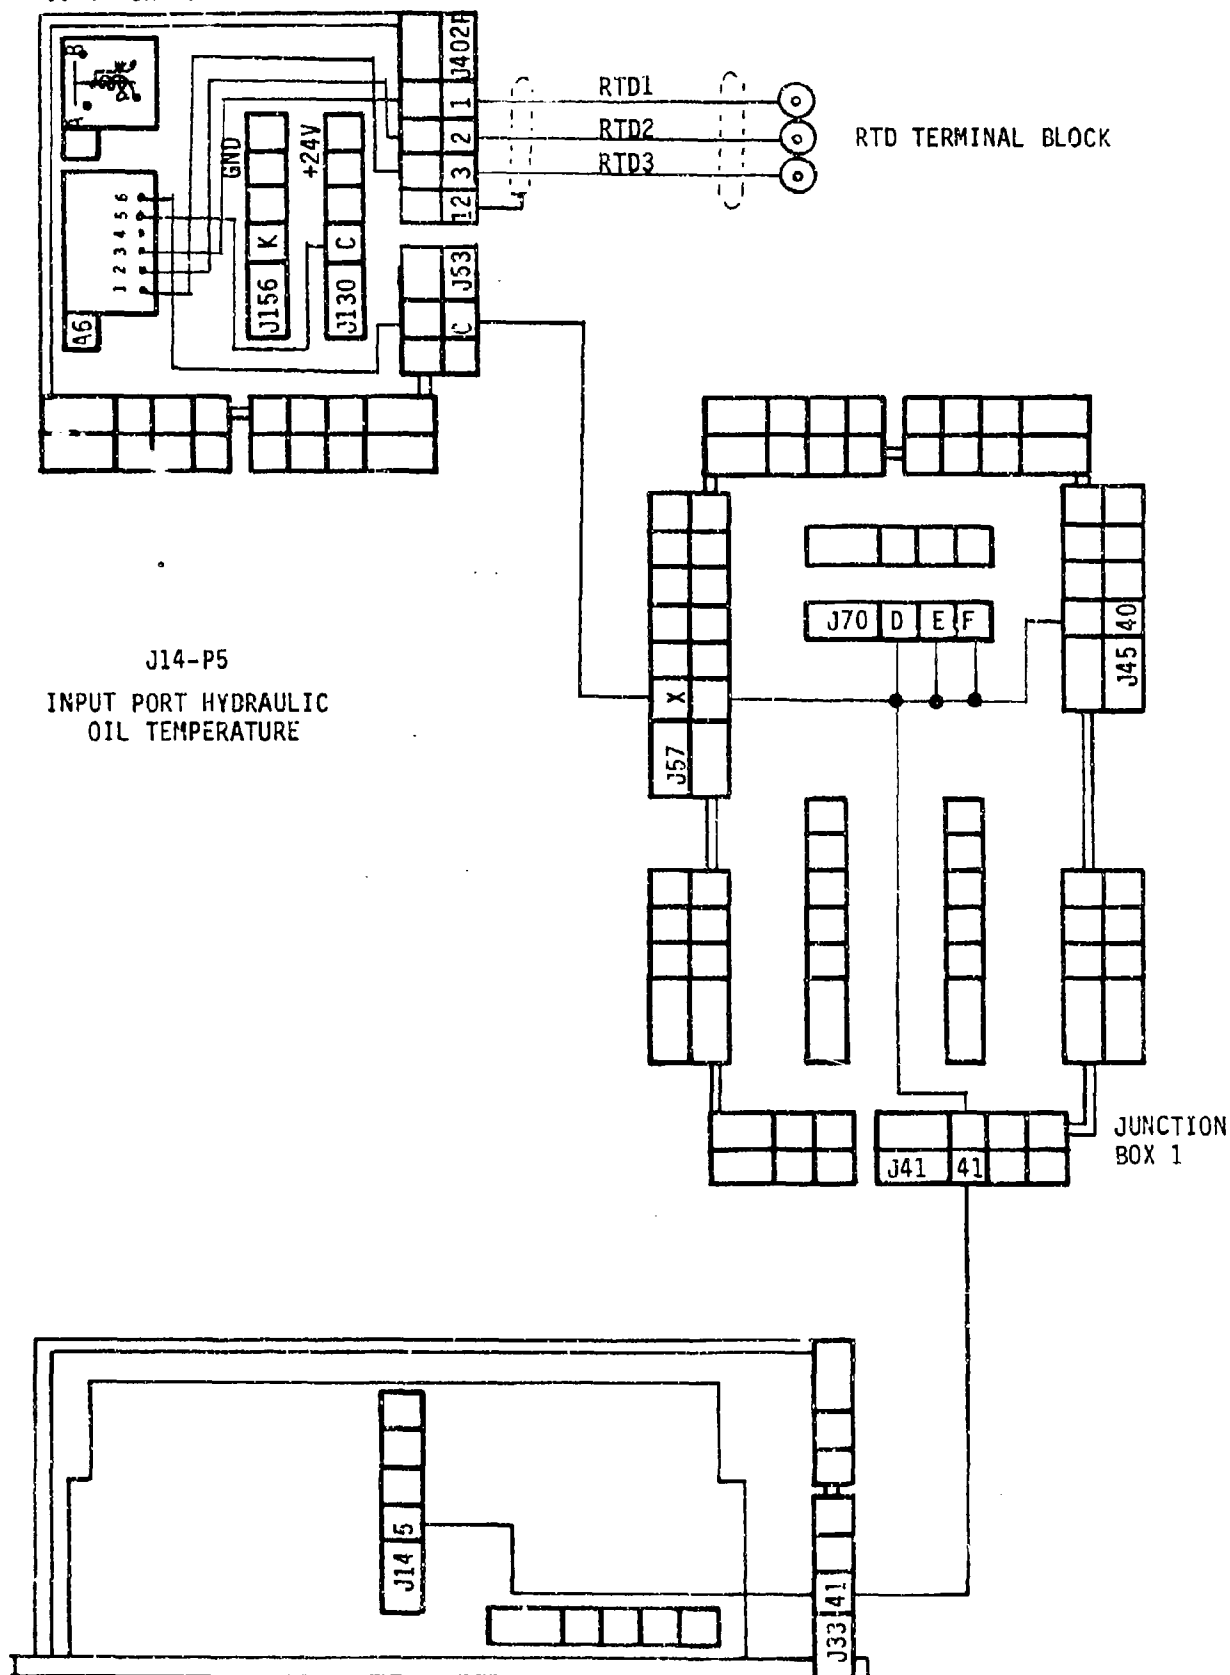 B
A
J402P
1
2
3
12
RTD1
RTD2
RTD3
RTD TERMINAL BLOCK
GND
+24V
1 2 3 4 5 6
A6
K
J156
C
J130
J53
C
J14-P5
INPUT PORT HYDRAULIC
OIL TEMPERATURE
J70 D E F
40
J45
X
J57
J41 41
JUNCTION
BOX 1
5
J14
41
J33